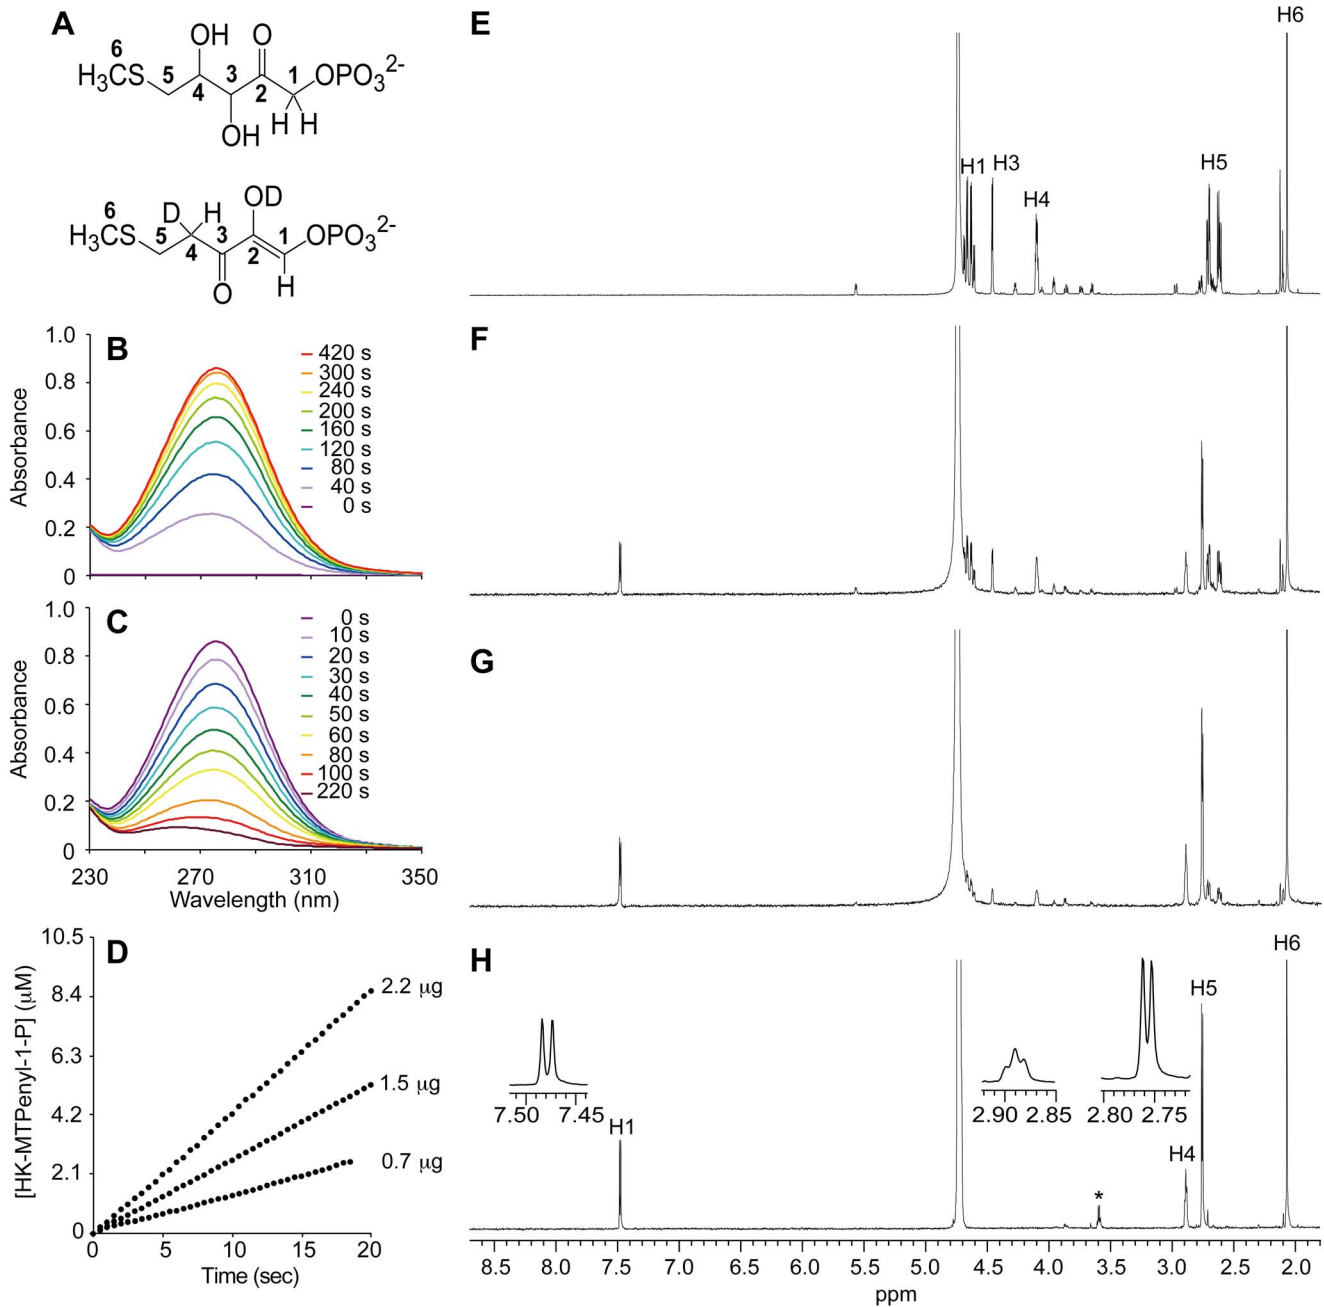 A
OH
O
6
H3CS
5
4
3
2
1
OPO3 2-
OH
H H
6
H3CS
5
D
H
4
3
OD
2
1
OPO3 2-
O
H
B
1.0
0.8
0.6
0.4
0.2
0
Absorbance
420 s
300 s
240 s
200 s
160 s
120 s
80 s
40 s
0 s
C
1.0
0.8
0.6
0.4
0.2
0
Absorbance
0 s
10 s
20 s
30 s
40 s
50 s
60 s
80 s
100 s
220 s
230 270 310 350
Wavelength (nm)
D
10.5
8.4
6.3
4.2
2.1
0
[HK-MTPenyl-1-P] (μM)
2.2 μg
1.5 μg
0.7 μg
0 5 10 15 20
Time (sec)
E
H1
H3
H4
H5
H6
F
G
H
7.50 7.45
2.90 2.85
2.80 2.75
H1
*
H4
H5
H6
8.5 8.0 7.5 7.0 6.5 6.0 5.5 5.0 4.5 4.0 3.5 3.0 2.5 2.0
ppm